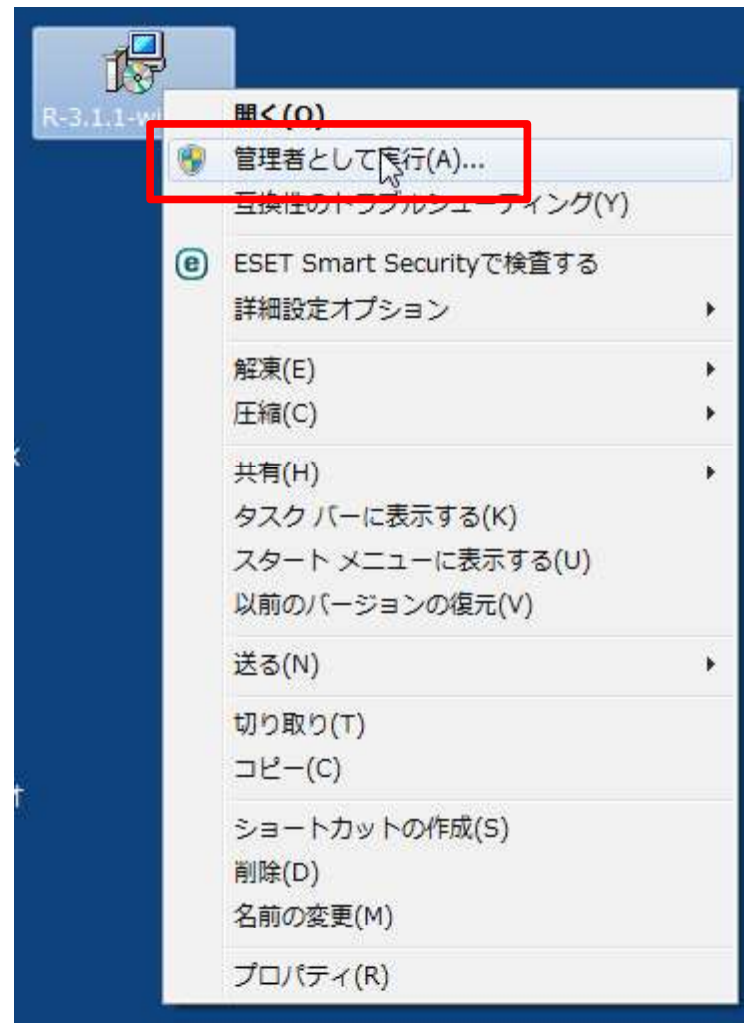 R-3.1.1-wi
開く(O)
管理者として実行(A)...
互換性のトラブルシューティング(Y)
ESET Smart Securityで検査する
詳細設定オプション
解凍(E)
圧縮(C)
共有(H)
タスク バーに表示する(K)
スタート メニューに表示する(U)
以前のバージョンの復元(V)
送る(N)
切り取り(T)
コピー(C)
ショートカットの作成(S)
削除(D)
名前の変更(M)
プロパティ(R)